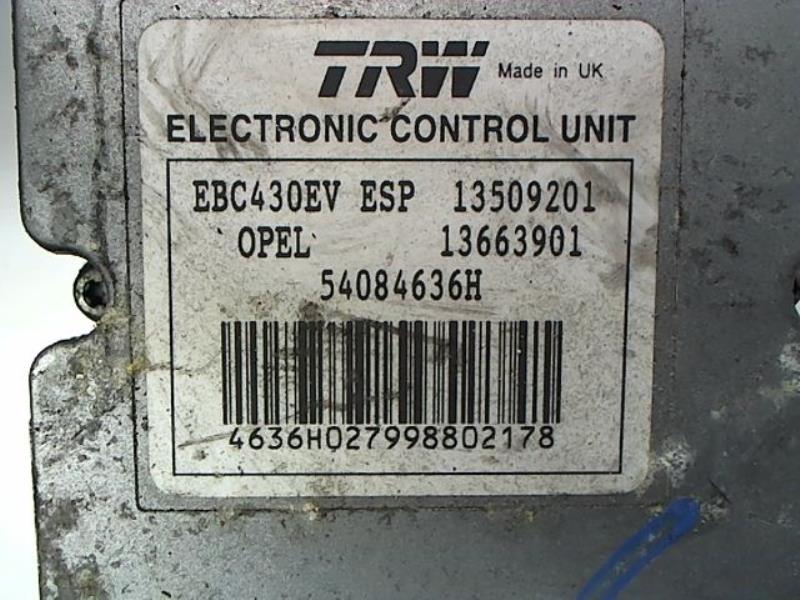 TRW Made in UK
ELECTRONIC CONTROL UNIT
EBC430EV ESP 13509201
OPEL 13663901
54084636H
4636H027998802178